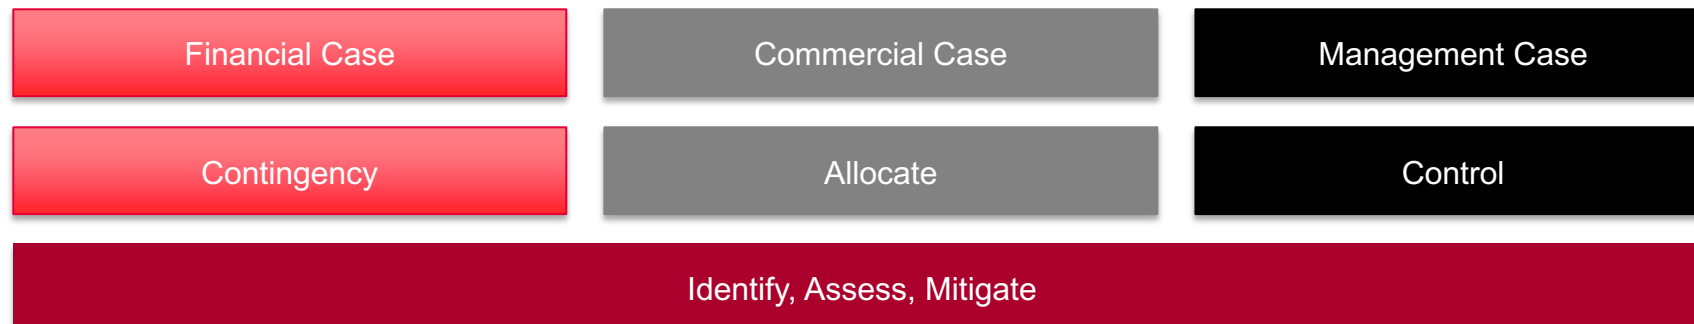 Financial Case
Commercial Case
Management Case
Contingency
Allocate
Control
Identify, Assess, Mitigate